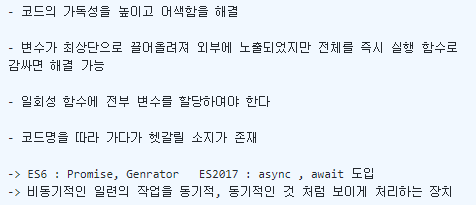 - 코드의 가독성을 높이고 어색함을 해결
- 변수가 최상단으로 끌어올려져 외부에 노출되었지만 전체를 즉시 실행 함수로
감싸면 해결 가능
- 일회성 함수에 전부 변수를 할당하여야 한다
- 코드명을 따라 가다가 헷갈릴 소지가 존재
-> ES6 : Promise, Genrator ES2017 : async , await 도입
-> 비동기적인 일련의 작업을 동기적, 동기적인 것 처럼 보이게 처리하는 장치